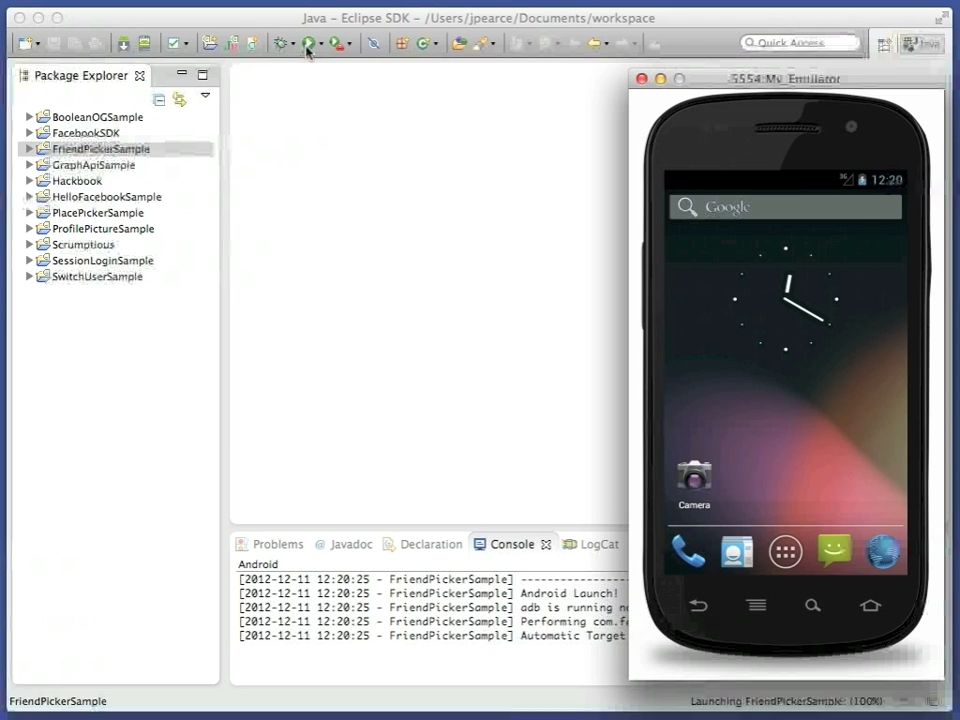 Java - Eclipse SDK - /Users/jpearce/Documents/workspace
Quick Access
Java
Package Explorer
BooleanOGSample
FacebookSDK
FriendPickerSample
GraphApiSample
Hackbook
HelloFacebookSample
PlacePickerSample
ProfilePictureSample
Scrumptious
SessionLoginSample
SwitchUserSample
5554:My_Emulator
3G
12:20
Google
Camera
Problems
Javadoc
Declaration
Console
LogCat
Android
[2012-12-11 12:20:25 - FriendPickerSample] ------------------
[2012-12-11 12:20:25 - FriendPickerSample] Android Launch!
[2012-12-11 12:20:25 - FriendPickerSample] adb is running n
[2012-12-11 12:20:25 - FriendPickerSample] Performing com.fa
[2012-12-11 12:20:25 - FriendPickerSample] Automatic Target
FriendPickerSample
Launching FriendPickerSample: (100%)